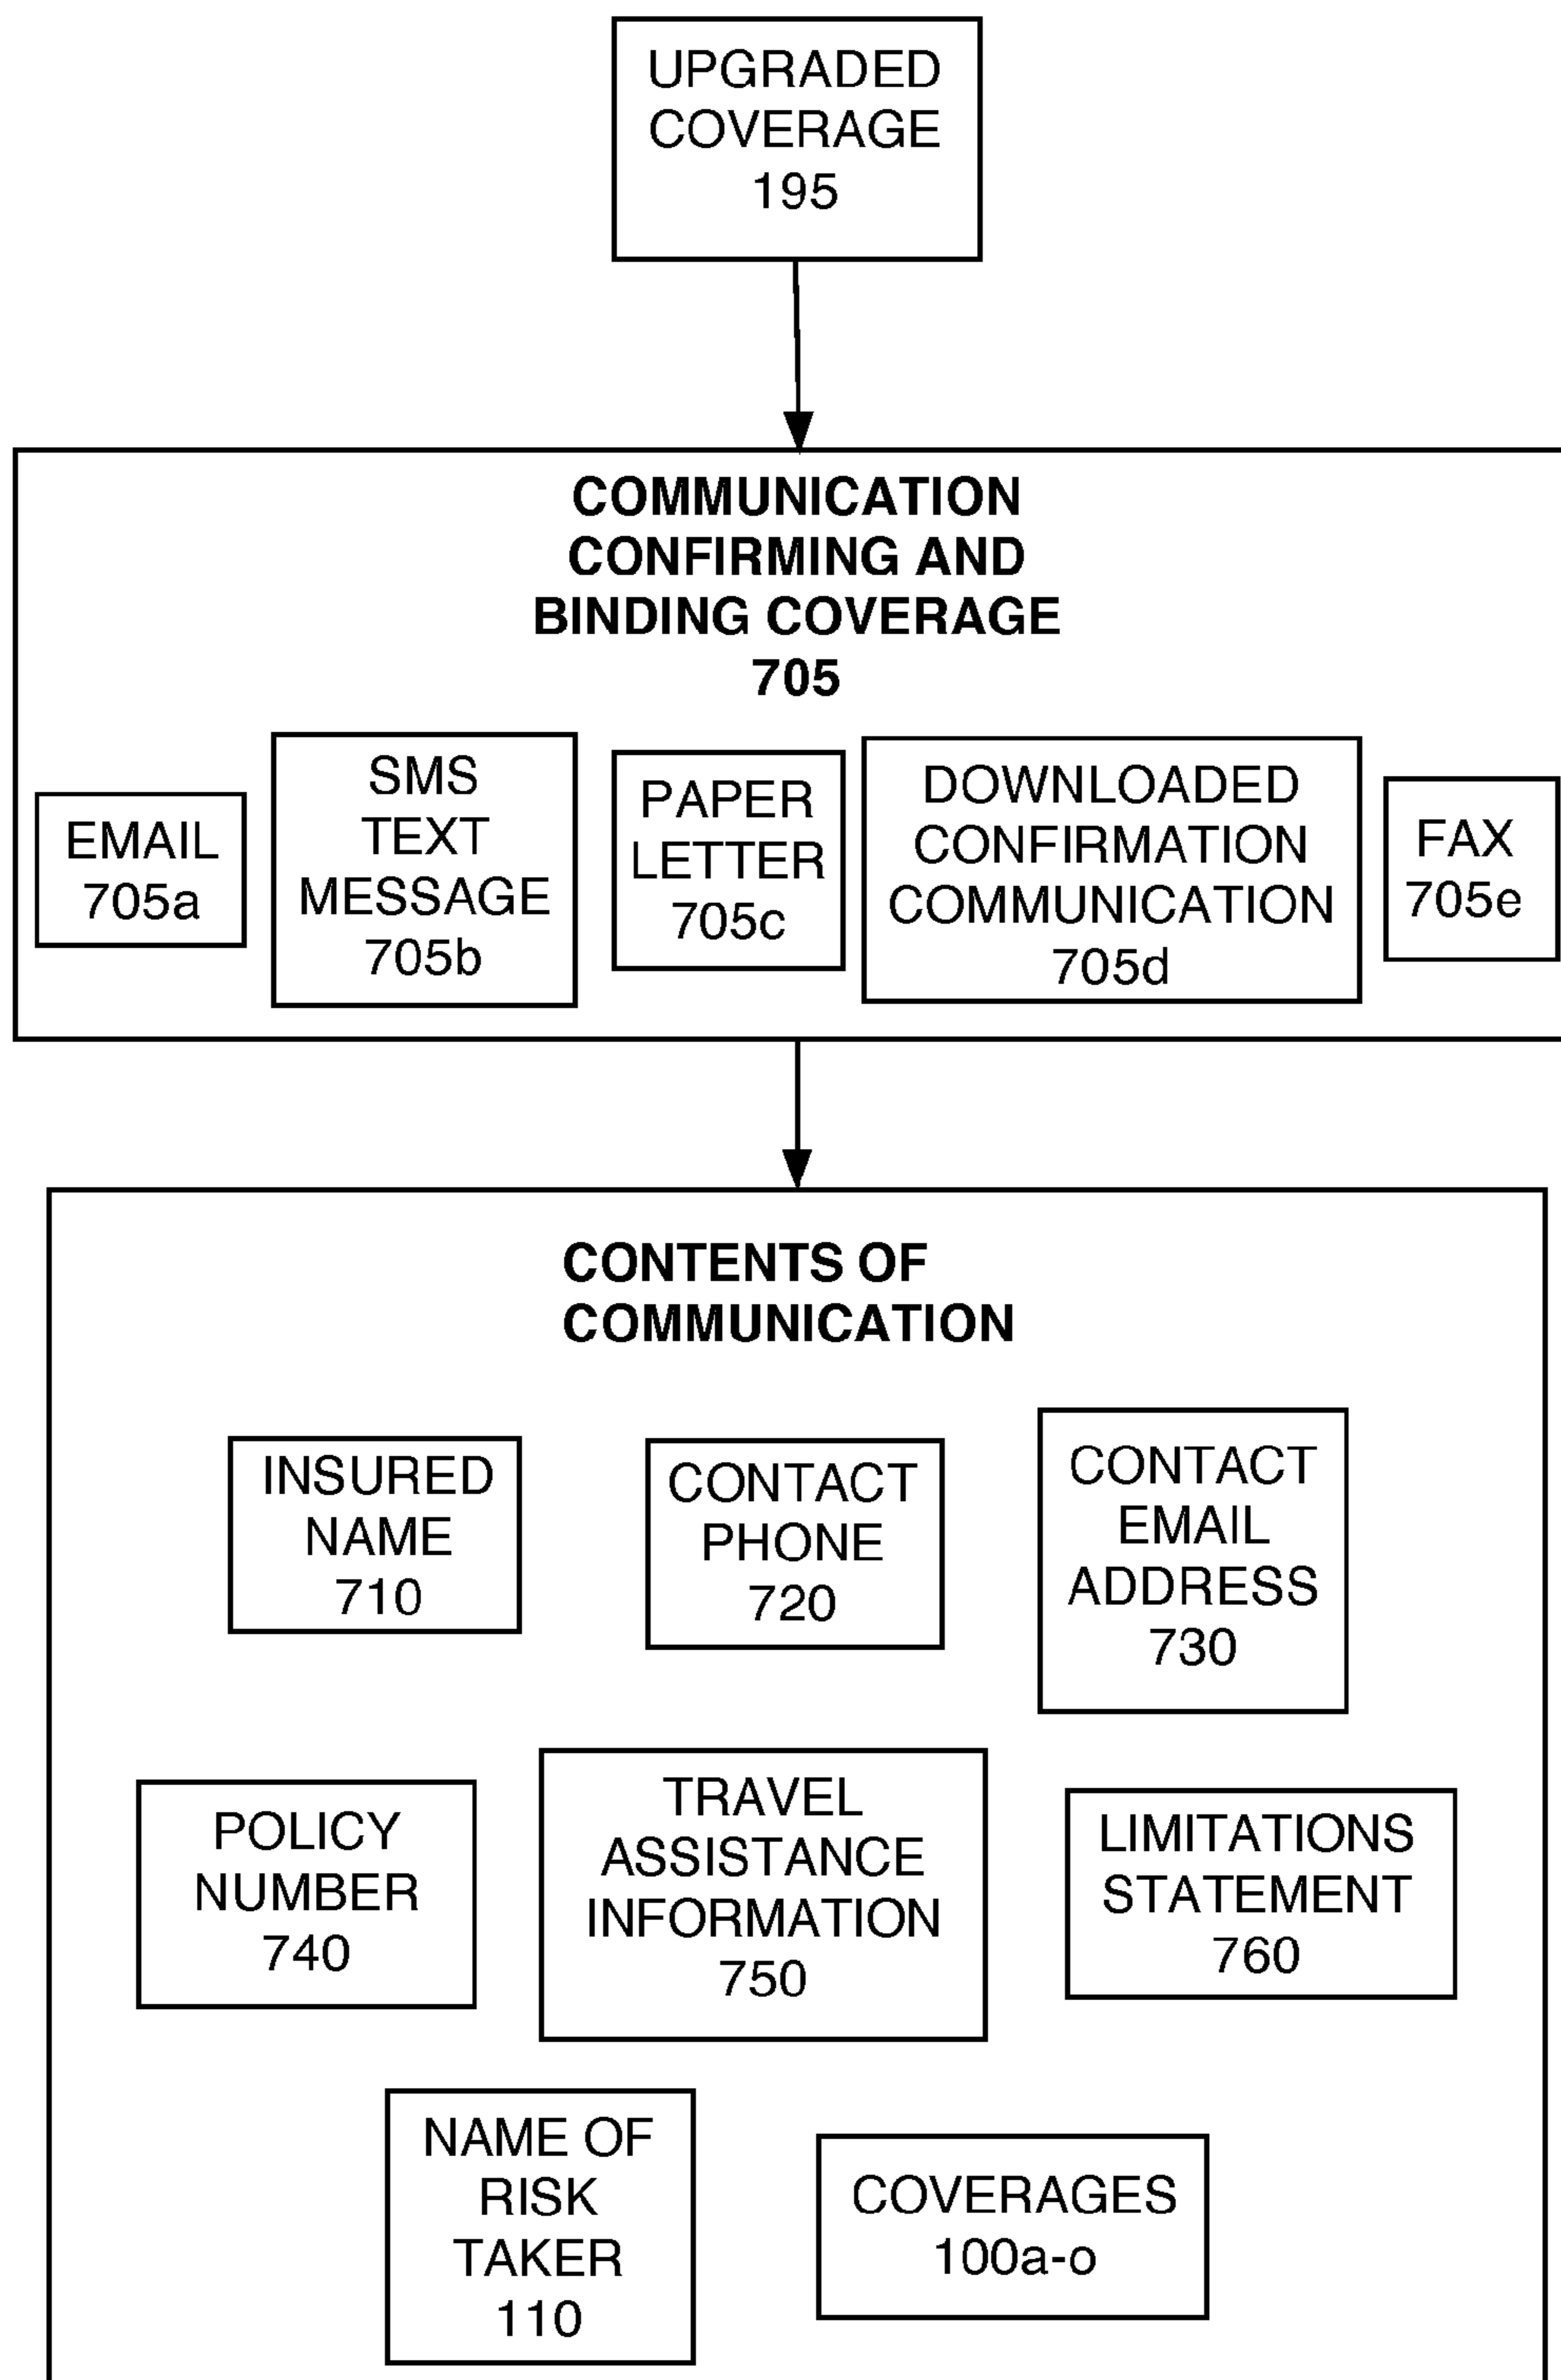 UPGRADED
COVERAGE
195
COMMUNICATION
CONFIRMING AND
BINDING COVERAGE
705
EMAIL
705a
SMS
TEXT
MESSAGE
705b
PAPER
LETTER
705c
DOWNLOADED
CONFIRMATION
COMMUNICATION
705d
FAX
705e
CONTENTS OF
COMMUNICATION
INSURED
NAME
710
CONTACT
PHONE
720
CONTACT
EMAIL
ADDRESS
730
POLICY
NUMBER
740
TRAVEL
ASSISTANCE
INFORMATION
750
LIMITATIONS
STATEMENT
760
NAME OF
RISK
TAKER
110
COVERAGES
100a-o